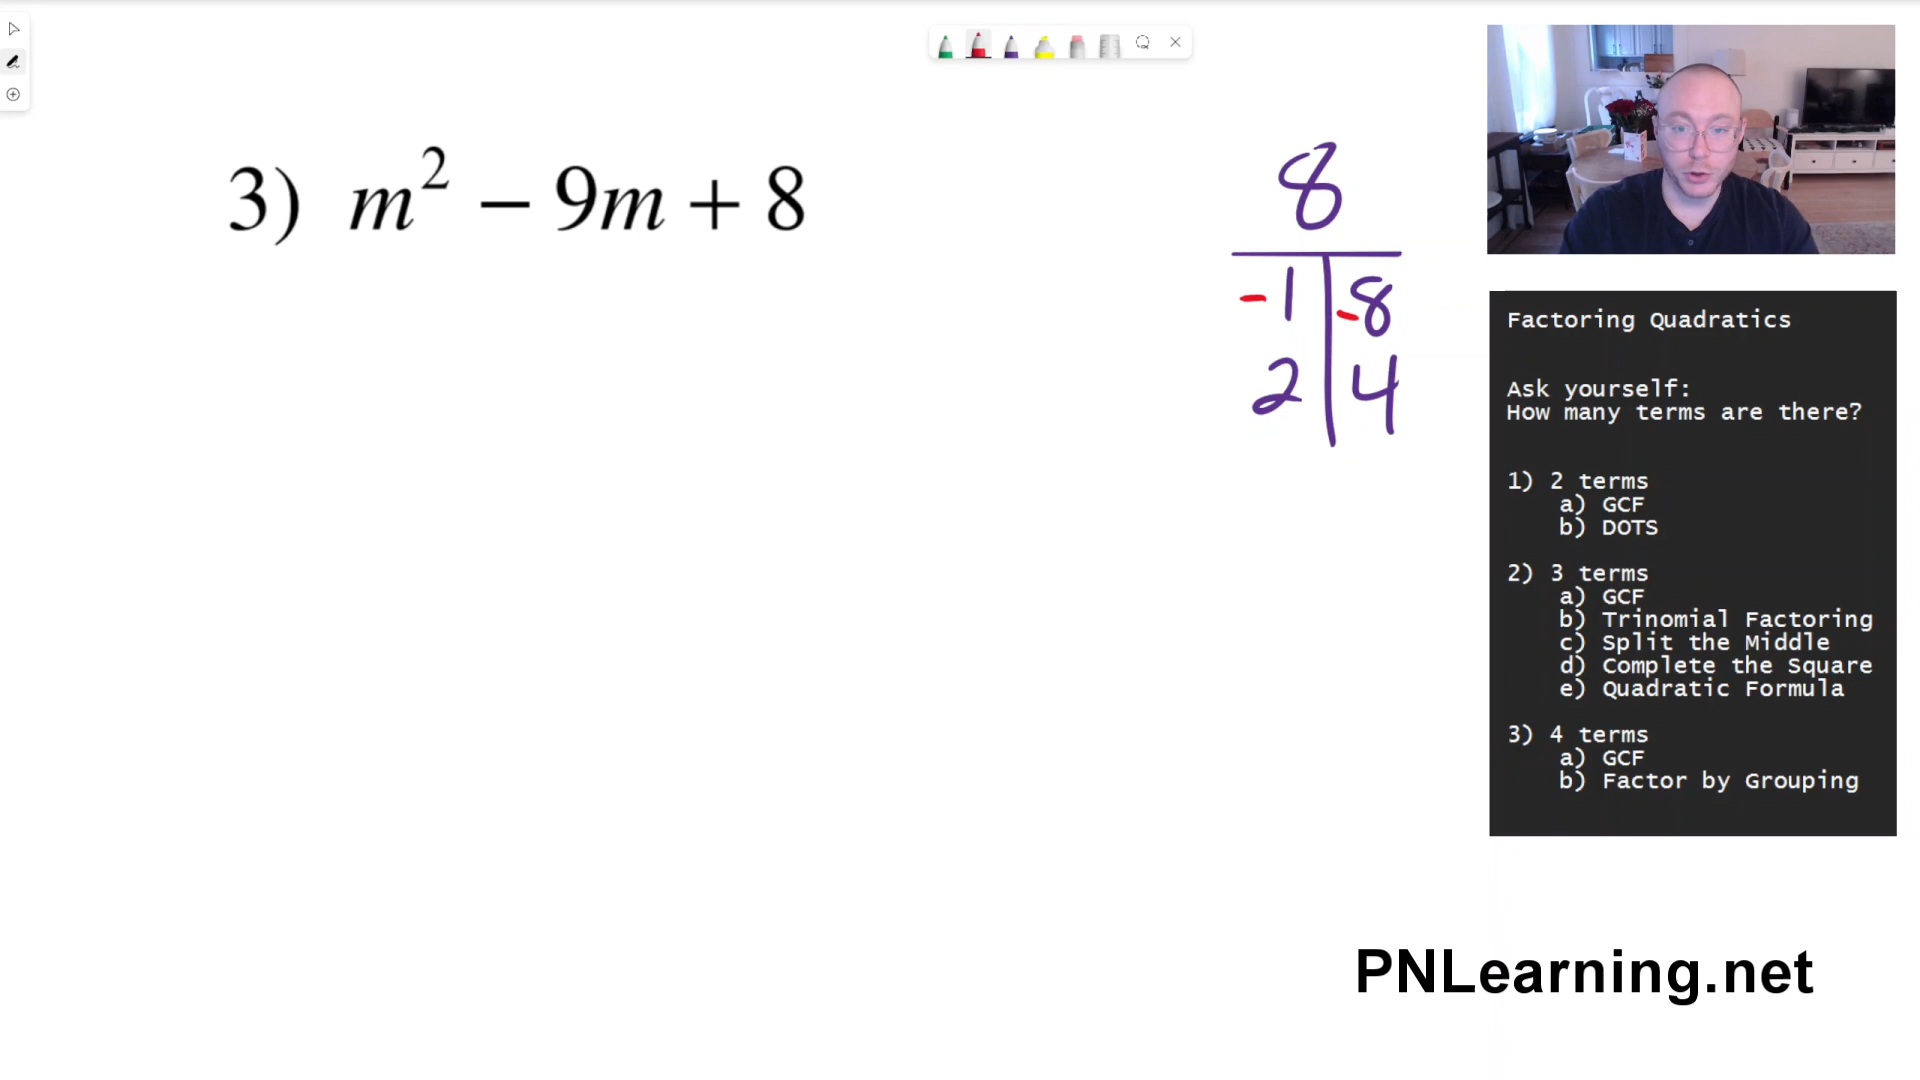 3) m² − 9m + 8
8
-1 | -8
2 | 4
Factoring Quadratics
Ask yourself:
How many terms are there?
1) 2 terms
a) GCF
b) DOTS
2) 3 terms
a) GCF
b) Trinomial Factoring
c) Split the Middle
d) Complete the Square
e) Quadratic Formula
3) 4 terms
a) GCF
b) Factor by Grouping
PNLearning.net